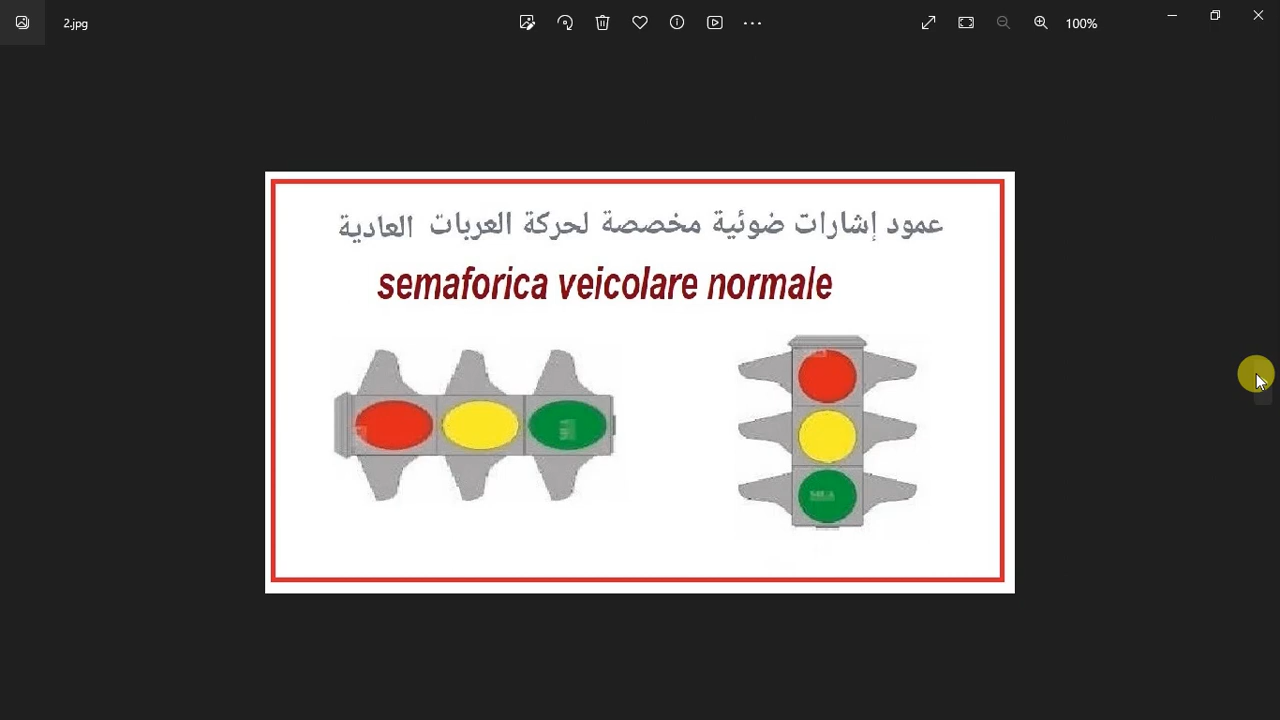 2.jpg
100%
عمود إشارات ضوئية مخصصة لحركة العربات العادية
semaforica veicolare normale